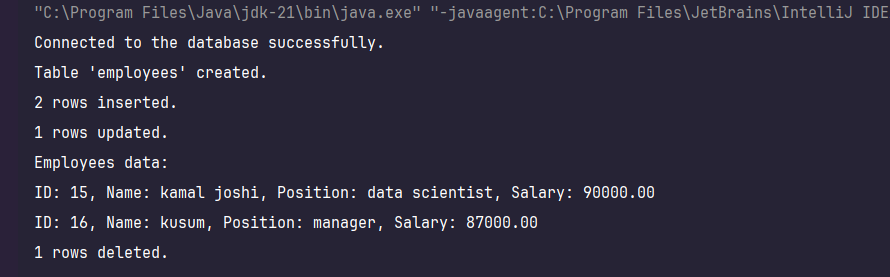 "C:\Program Files\Java\jdk-21\bin\java.exe" "-javaagent:C:\Program Files\JetBrains\IntelliJ IDE
Connected to the database successfully.
Table 'employees' created.
2 rows inserted.
1 rows updated.
Employees data:
ID: 15, Name: kamal joshi, Position: data scientist, Salary: 90000.00
ID: 16, Name: kusum, Position: manager, Salary: 87000.00
1 rows deleted.